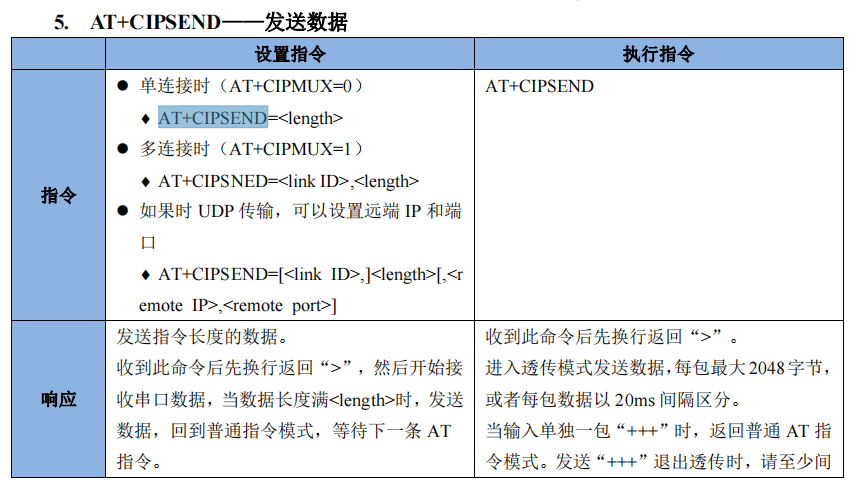 5. AT+CIPSEND——发送数据
设置指令
执行指令
指令
● 单连接时（AT+CIPMUX=0）
♦ AT+CIPSEND=<length>
● 多连接时（AT+CIPMUX=1）
♦ AT+CIPSNED=<link ID>,<length>
● 如果时 UDP 传输，可以设置远端 IP 和端
口
♦ AT+CIPSEND=[<link ID>,]<length>[,<r
emote IP>,<remote port>]
AT+CIPSEND
响应
发送指令长度的数据。
收到此命令后先换行返回“>”，然后开始接
收串口数据，当数据长度满<length>时，发送
数据，回到普通指令模式，等待下一条 AT
指令。
收到此命令后先换行返回“>”。
进入透传模式发送数据，每包最大 2048 字节，
或者每包数据以 20ms 间隔区分。
当输入单独一包“+++”时，返回普通 AT 指
令模式。发送“+++”退出透传时，请至少间